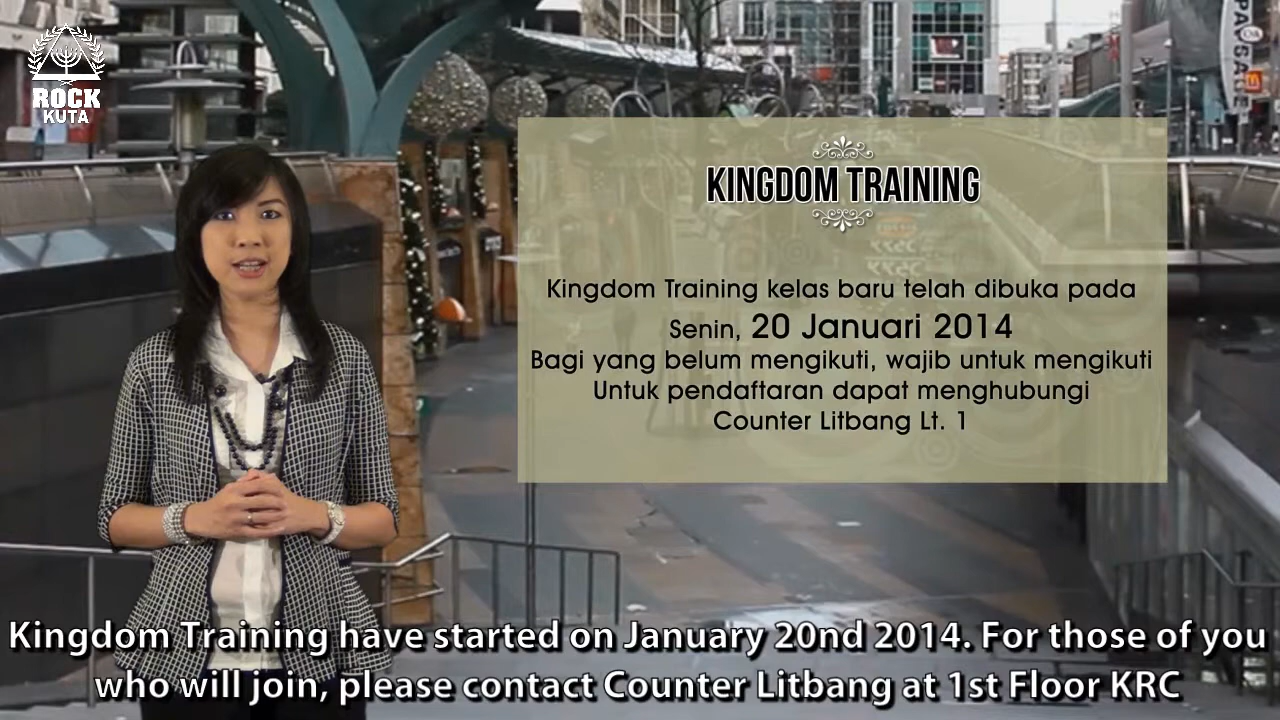 ROCK
KUTA
PASSAGE
KINGDOM TRAINING
Kingdom Training kelas baru telah dibuka pada
Senin, 20 Januari 2014
Bagi yang belum mengikuti, wajib untuk mengikuti
Untuk pendaftaran dapat menghubungi
Counter Litbang Lt. 1
Kingdom Training have started on January 20nd 2014. For those of you
who will join, please contact Counter Litbang at 1st Floor KRC